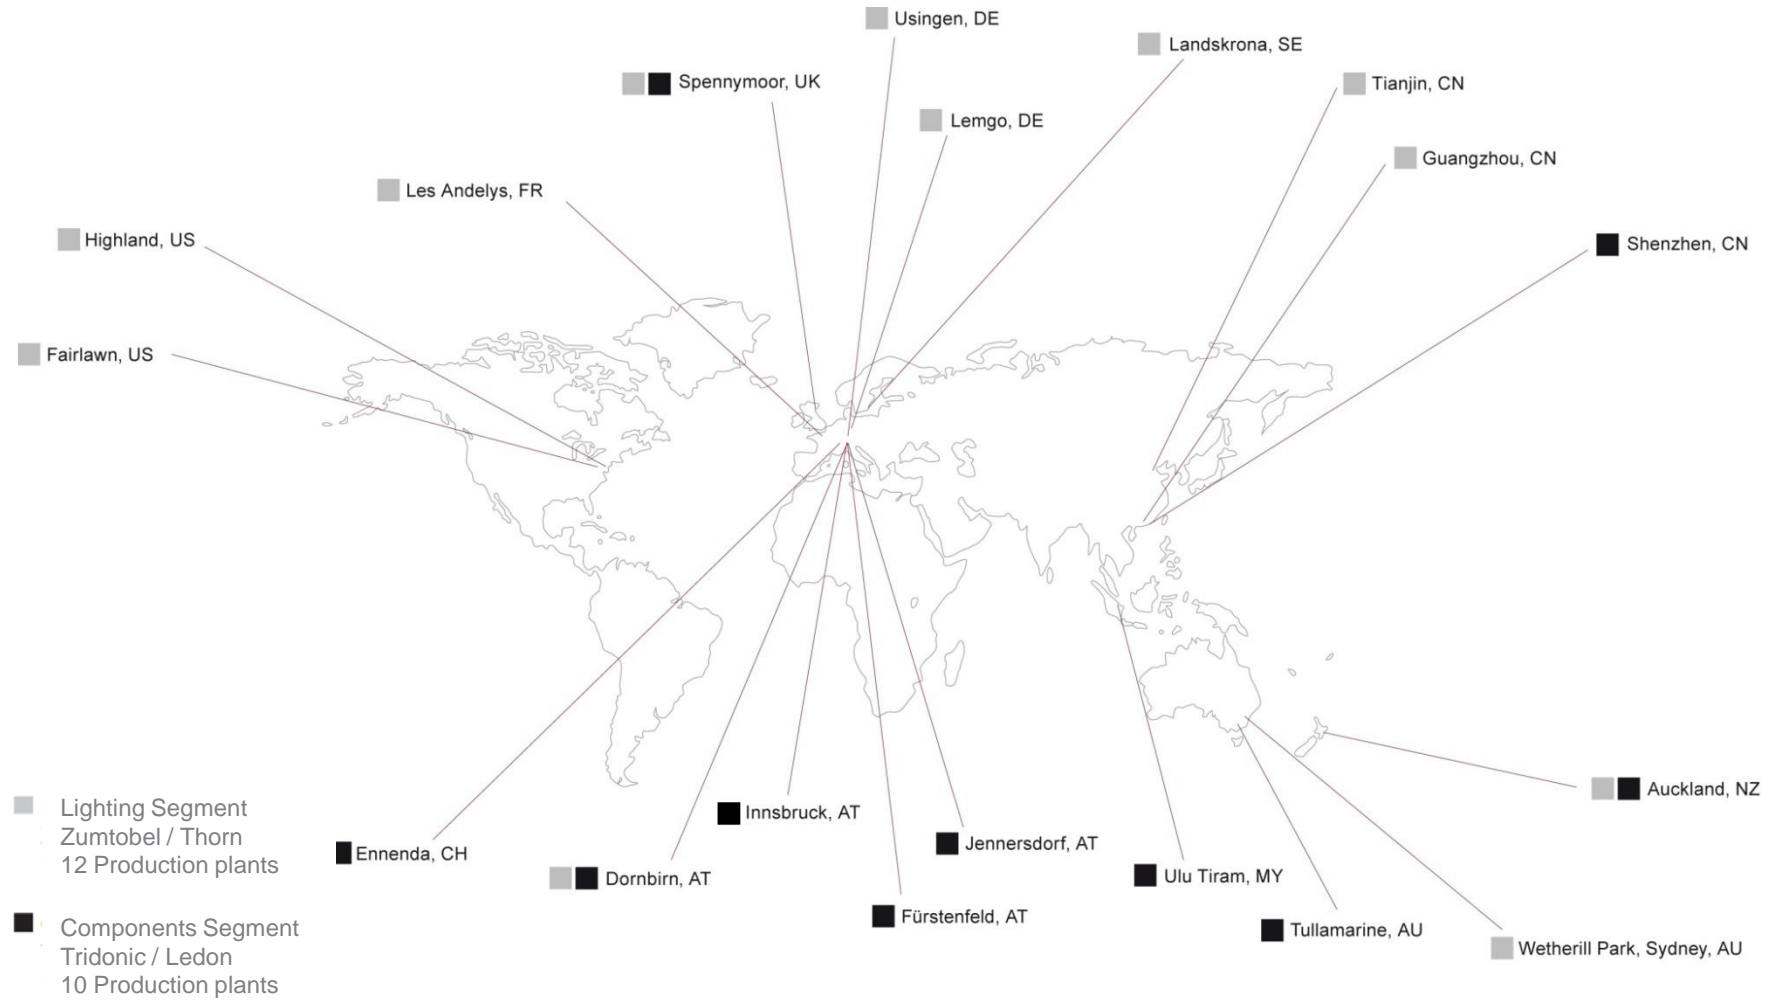 Usingen, DE
Landskrona, SE
Spennymoor, UK
Tianjin, CN
Lemgo, DE
Guangzhou, CN
Les Andelys, FR
Highland, US
Shenzhen, CN
Fairlawn, US
Auckland, NZ
Innsbruck, AT
Jennersdorf, AT
Ennenda, CH
Dornbirn, AT
Ulu Tiram, MY
Fürstenfeld, AT
Tullamarine, AU
Wetherill Park, Sydney, AU
Lighting Segment
Zumtobel / Thorn
12 Production plants
Components Segment
Tridonic / Ledon
10 Production plants